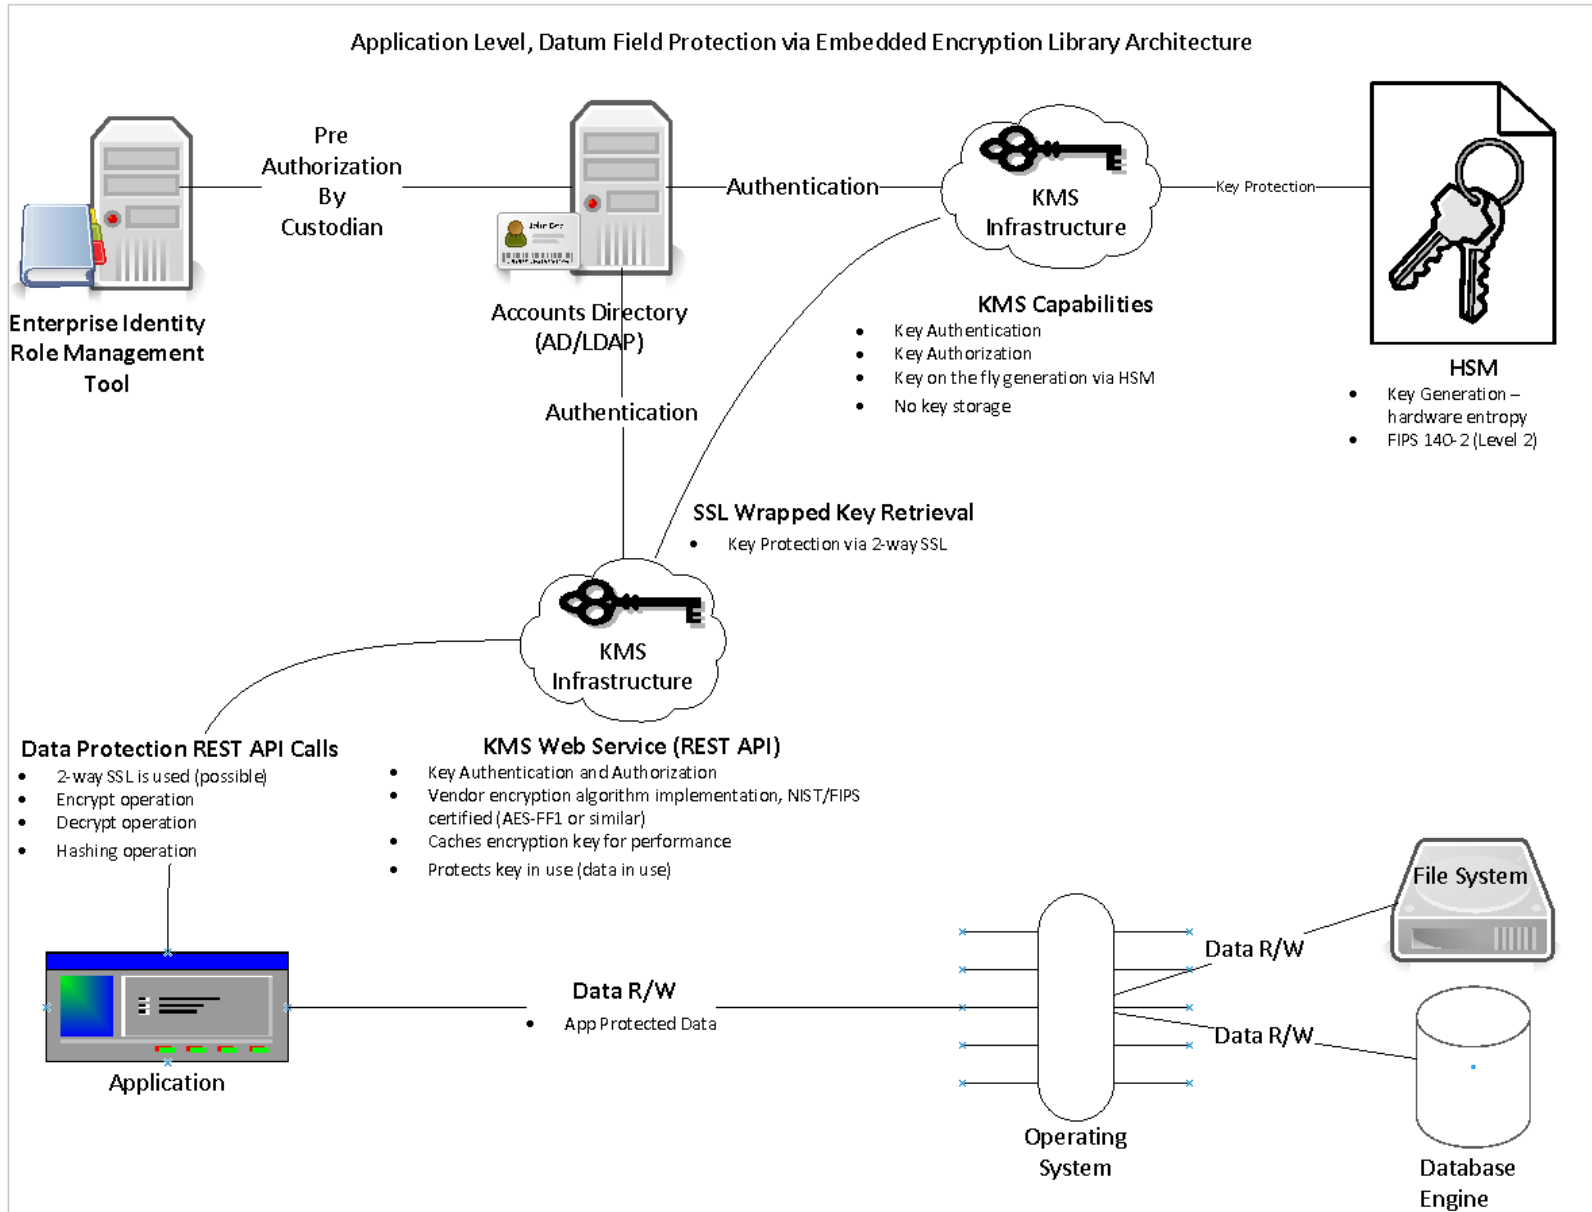 Application Level, Datum Field Protection via Embedded Encryption Library Architecture
Pre
Authorization
By
Custodian
Authentication
KMS
Infrastructure
Key Protection
John Doe
Enterprise Identity
Role Management
Tool
Accounts Directory
(AD/LDAP)
KMS Capabilities
• Key Authentication
• Key Authorization
• Key on the fly generation via HSM
• No key storage
HSM
• Key Generation –
hardware entropy
• FIPS 140-2 (Level 2)
Authentication
SSL Wrapped Key Retrieval
• Key Protection via 2-way SSL
KMS
Infrastructure
Data Protection REST API Calls
• 2-way SSL is used (possible)
• Encrypt operation
• Decrypt operation
• Hashing operation
KMS Web Service (REST API)
• Key Authentication and Authorization
• Vendor encryption algorithm implementation, NIST/FIPS
certified (AES-FF1 or similar)
• Caches encryption key for performance
• Protects key in use (data in use)
File System
Data R/W
Data R/W
• App Protected Data
Data R/W
Application
Operating
System
Database
Engine